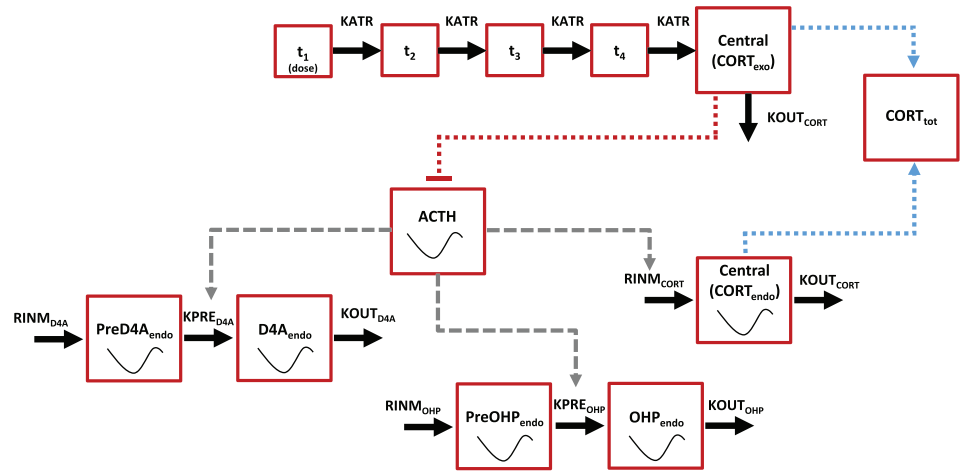 KATR KATR KATR KATR
t1
(dose)
t2
t3
t4
Central
(CORTexo)
KOUTCORT
CORTtot
ACTH
RINMCORT
Central
(CORTendo)
KOUTCORT
RINMD4A
PreD4Aendo
KPRED4A
D4Aendo
KOUTD4A
RINMOHP
PreOHPendo
KPREOHP
OHPendo
KOUTOHP